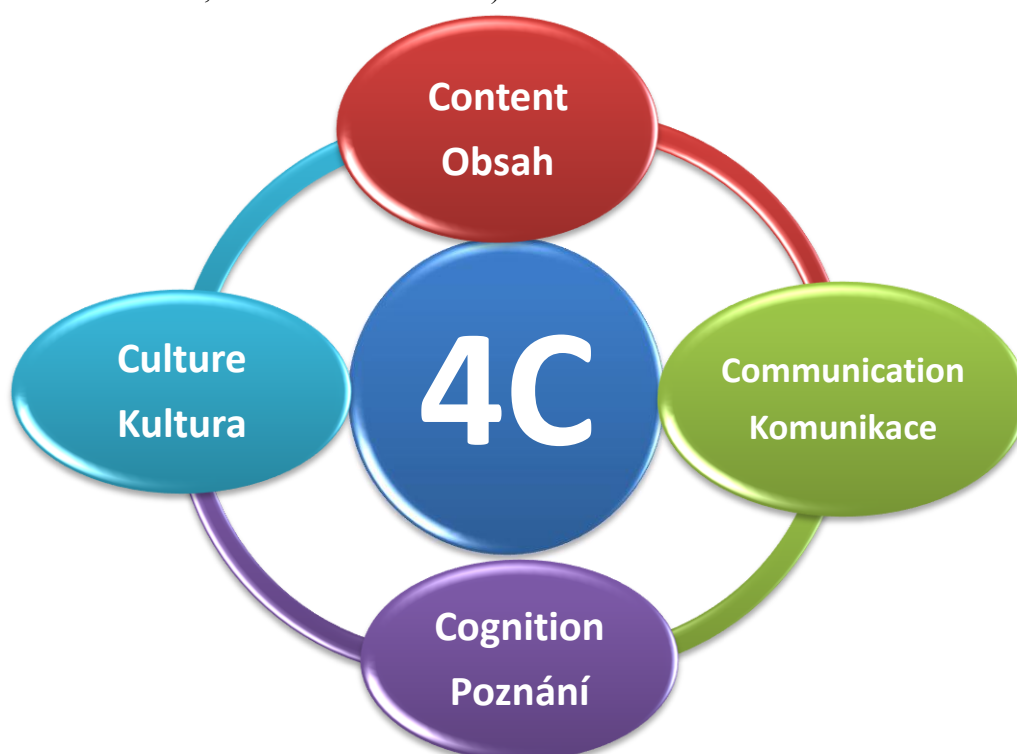 Content
Obsah
Culture
Kultura
4C
Communication
Komunikace
Cognition
Poznání